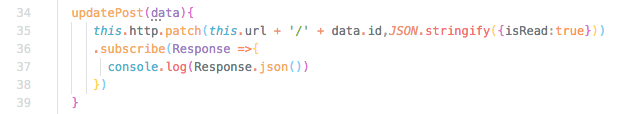 34 updatePost(data){
35 this.http.patch(this.url + '/' + data.id,JSON.stringify({isRead:true}))
36 .subscribe(Response =>{
37 console.log(Response.json())
38 })
39 }